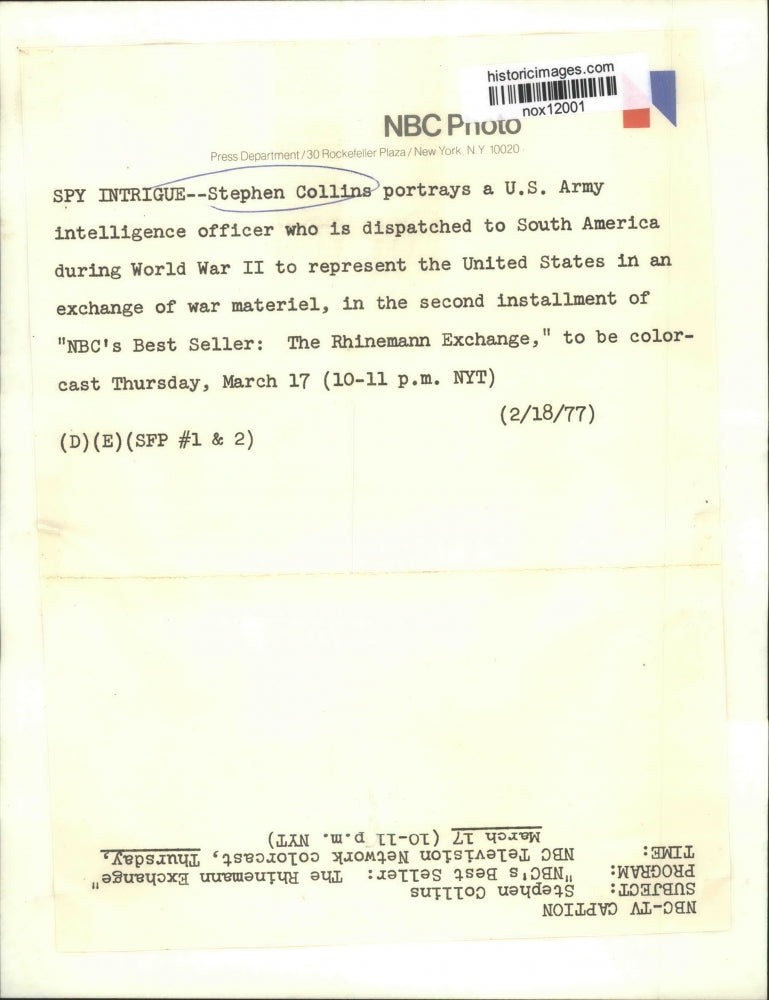 historicimages.com
nox12001
NBC Photo
Press Department/30 Rockefeller Plaza/New York, N.Y. 10020
SPY INTRIGUE--Stephen Collins portrays a U.S. Army
intelligence officer who is dispatched to South America
during World War II to represent the United States in an
exchange of war materiel, in the second installment of
"NBC's Best Seller: The Rhinemann Exchange," to be color-
cast Thursday, March 17 (10-11 p.m. NYT)
(2/18/77)
(D)(E)(SFP #1 & 2)
NBC-TV CAPTION
SUBJECT: Stephen Collins
PROGRAM: "NBC's Best Seller: The Rhinemann Exchange"
TIME: NBC Television Network colorcast, Thursday,
March 17 (10-11 p.m. NYT)